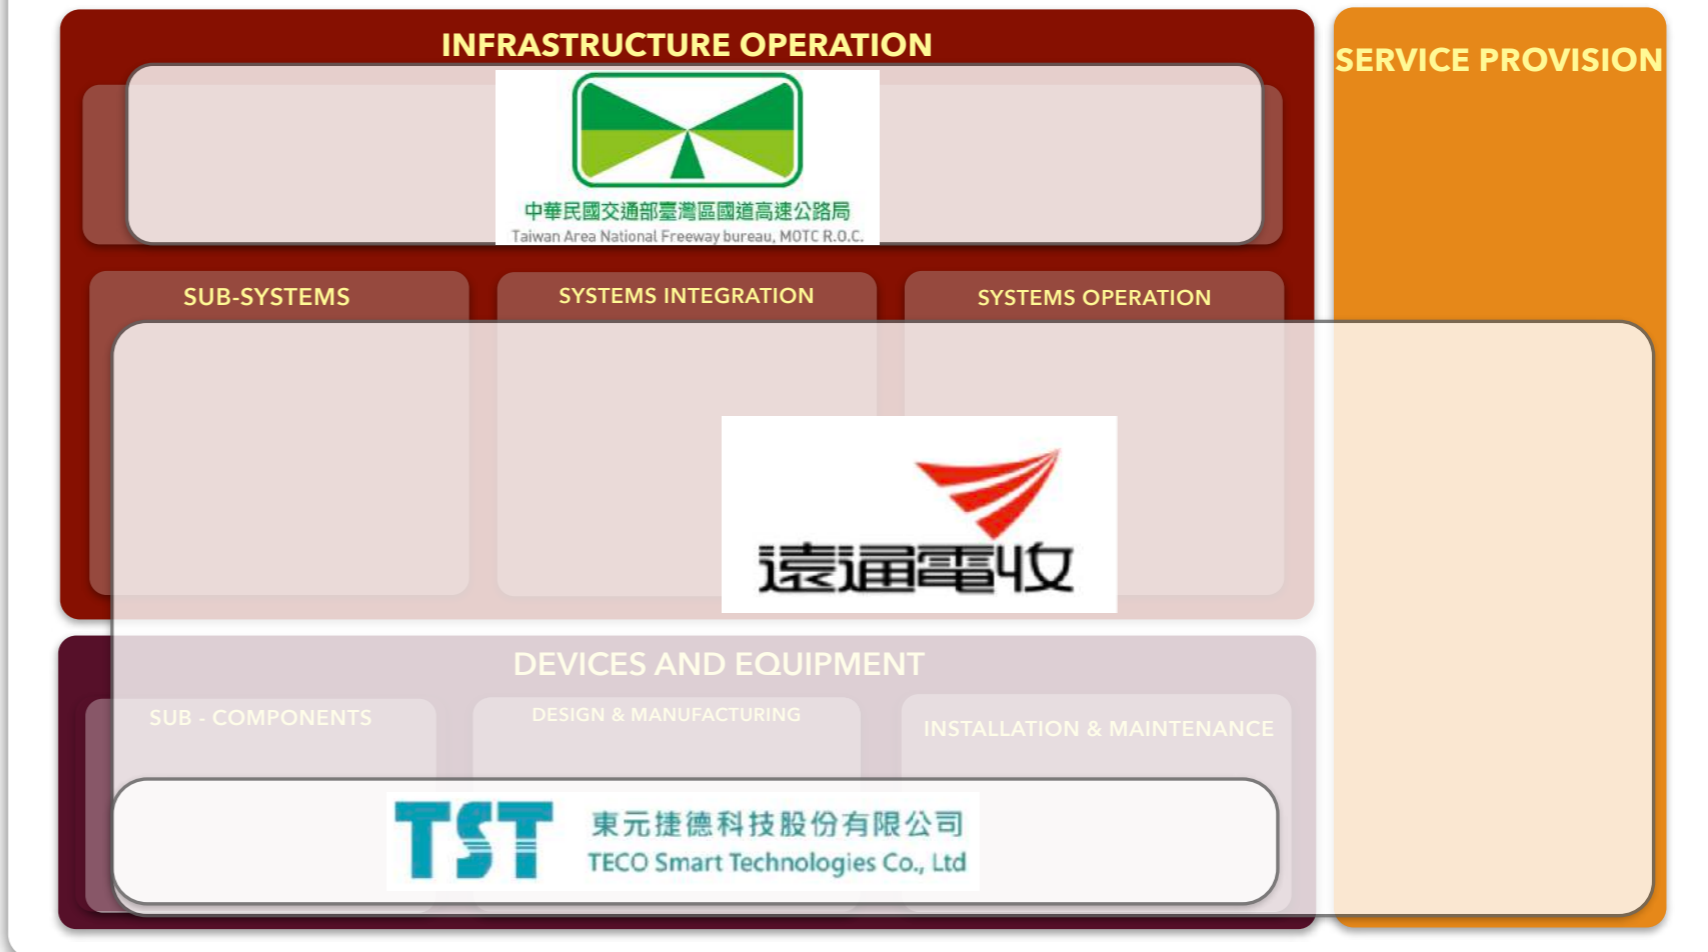 INFRASTRUCTURE OPERATION
SERVICE PROVISION
中華民國交通部臺灣區國道高速公路局
Taiwan Area National Freeway bureau, MOTC R.O.C.
SUB-SYSTEMS
SYSTEMS INTEGRATION
SYSTEMS OPERATION
遠通電收
DEVICES AND EQUIPMENT
SUB - COMPONENTS
DESIGN & MANUFACTURING
INSTALLATION & MAINTENANCE
TST
東元捷德科技股份有限公司
TECO Smart Technologies Co., Ltd